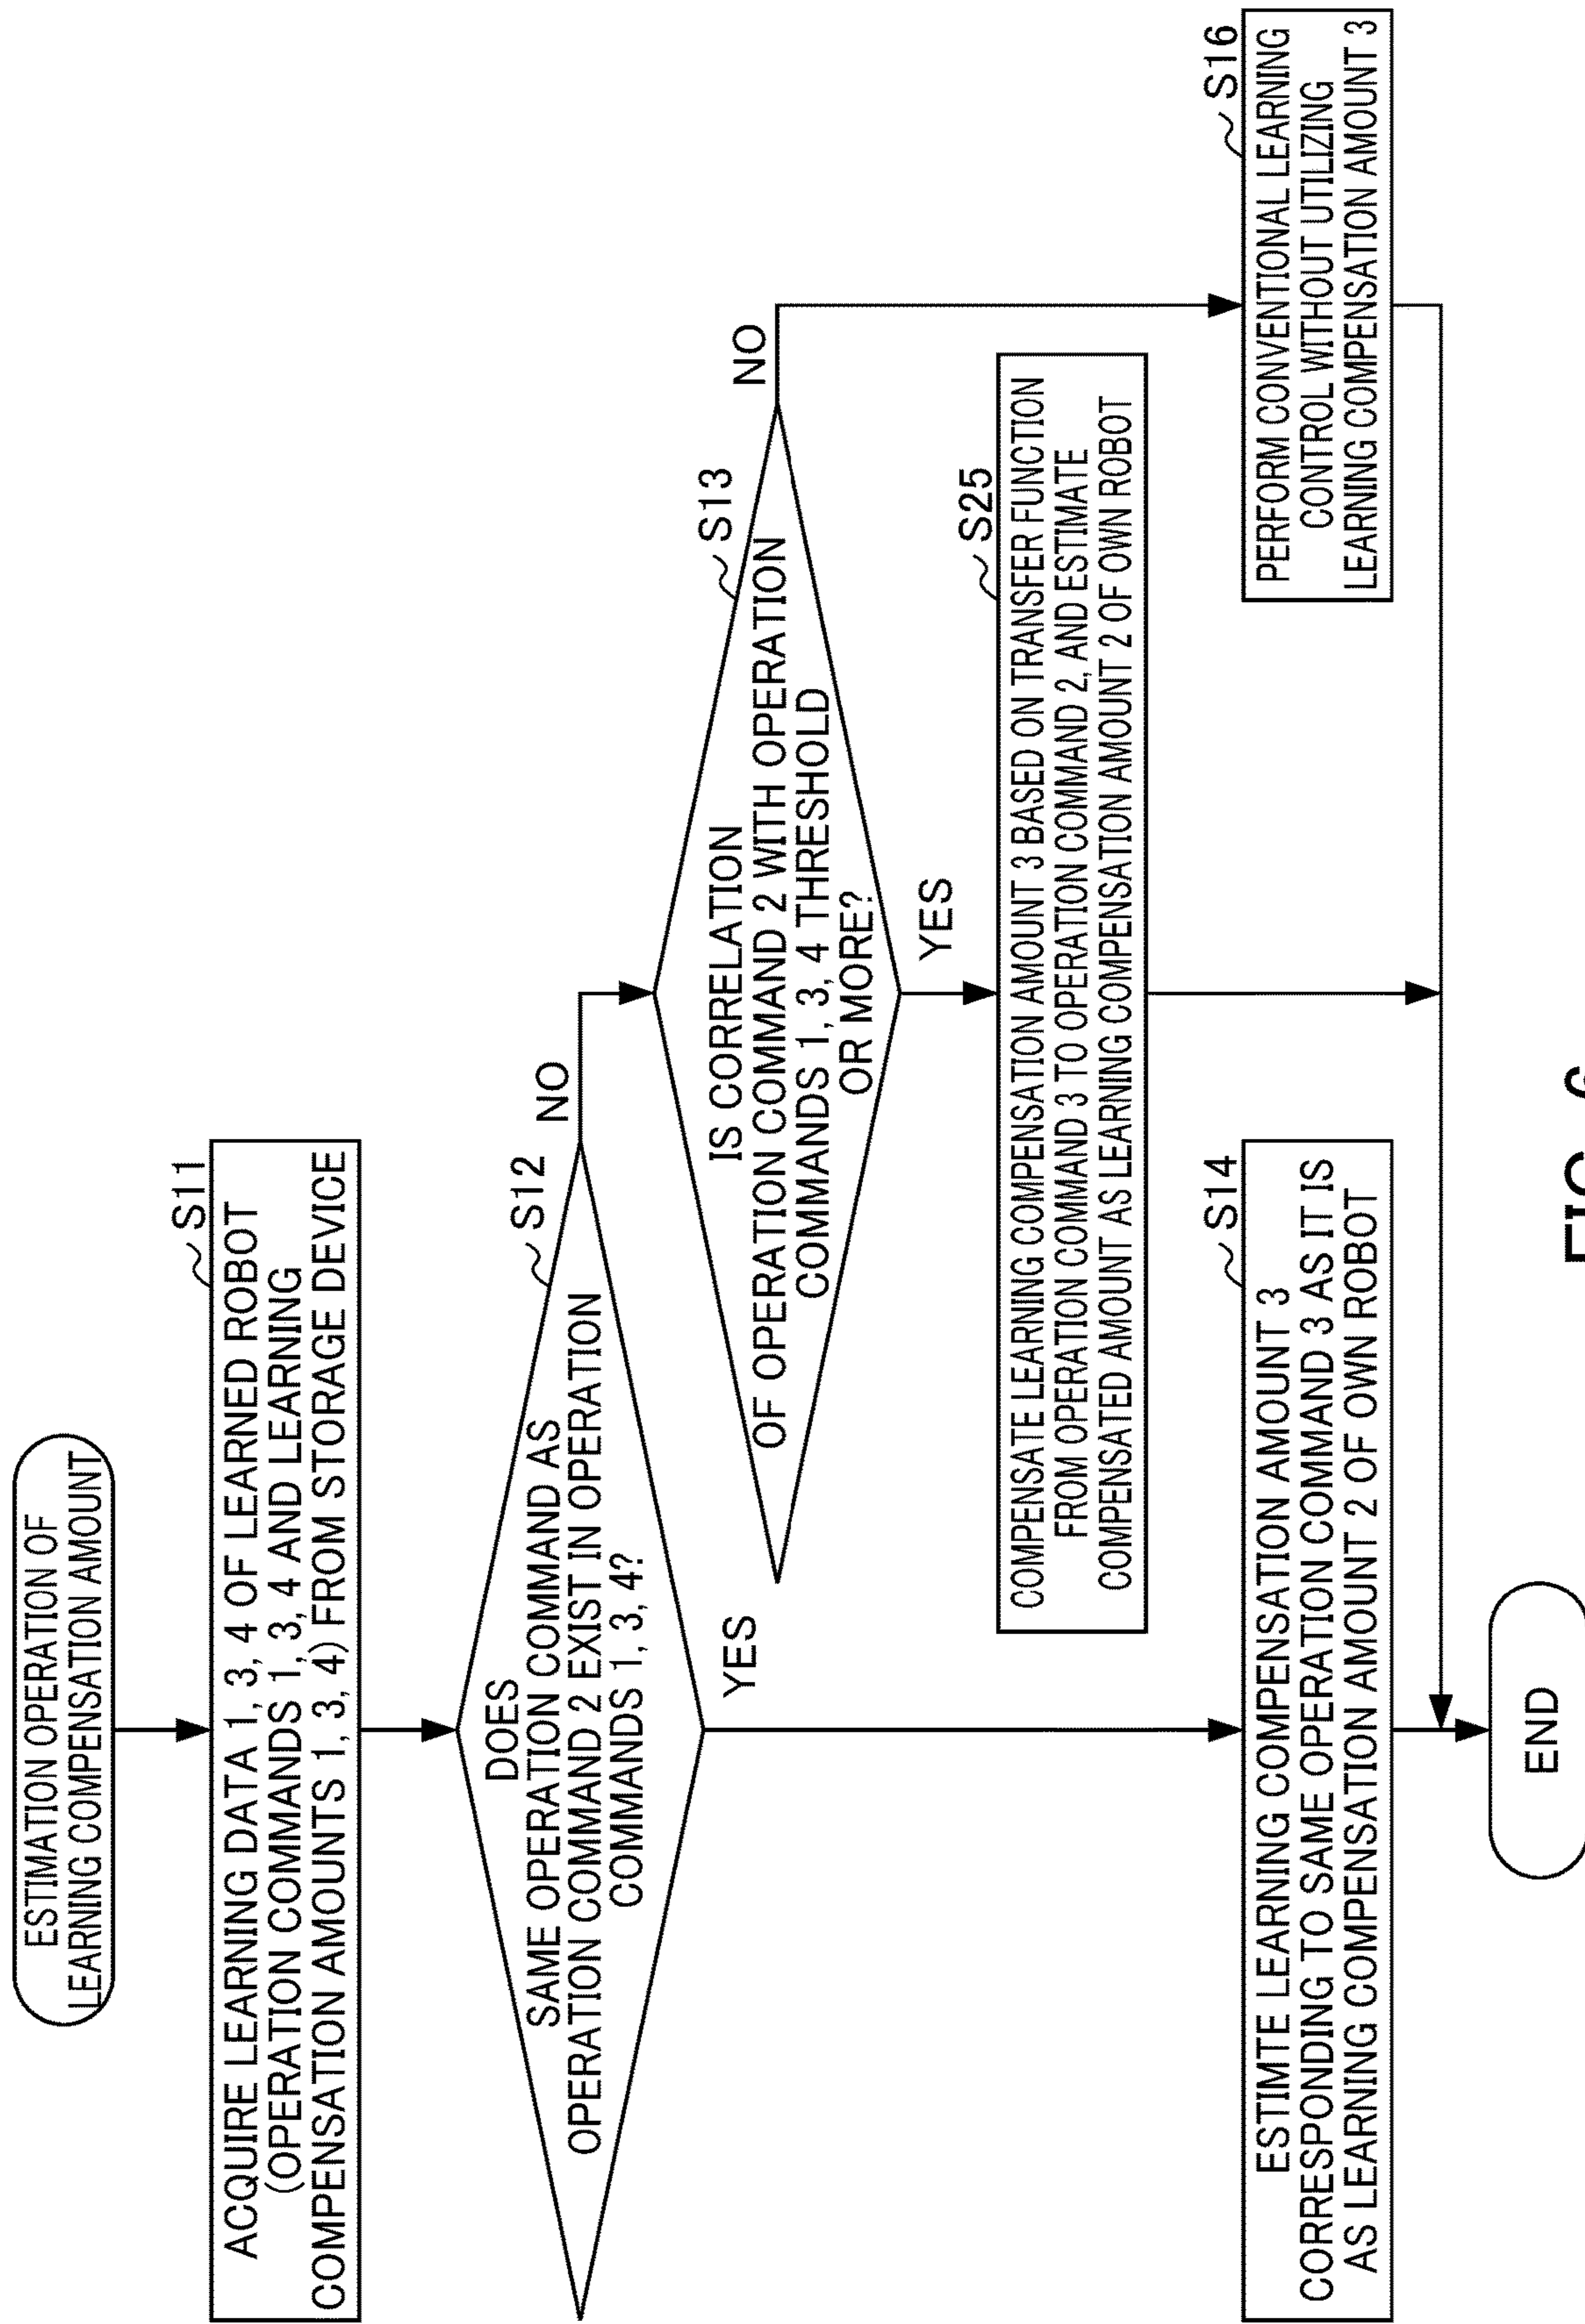 ESTIMATION OPERATION OF
LEARNING COMPENSATION AMOUNT
S11
ACQUIRE LEARNING DATA 1, 3, 4 OF LEARNED ROBOT
(OPERATION COMMANDS 1, 3, 4 AND LEARNING
COMPENSATION AMOUNTS 1, 3, 4) FROM STORAGE DEVICE
S12
DOES
SAME OPERATION COMMAND AS
OPERATION COMMAND 2 EXIST IN OPERATION
COMMANDS 1, 3, 4?
NO
YES
S13
IS CORRELATION
OF OPERATION COMMAND 2 WITH OPERATION
COMMANDS 1, 3, 4 THRESHOLD
OR MORE?
NO
YES
S25
COMPENSATE LEARNING COMPENSATION AMOUNT 3 BASED ON TRANSFER FUNCTION
FROM OPERATION COMMAND 3 TO OPERATION COMMAND 2, AND ESTIMATE
COMPENSATED AMOUNT AS LEARNING COMPENSATION AMOUNT 2 OF OWN ROBOT
S14
ESTIMTE LEARNING COMPENSATION AMOUNT 3
CORRESPONDING TO SAME OPERATION COMMAND 3 AS IT IS
AS LEARNING COMPENSATION AMOUNT 2 OF OWN ROBOT
S16
PERFORM CONVENTIONAL LEARNING
CONTROL WITHOUT UTILIZING
LEARNING COMPENSATION AMOUNT 3
END
FIG.